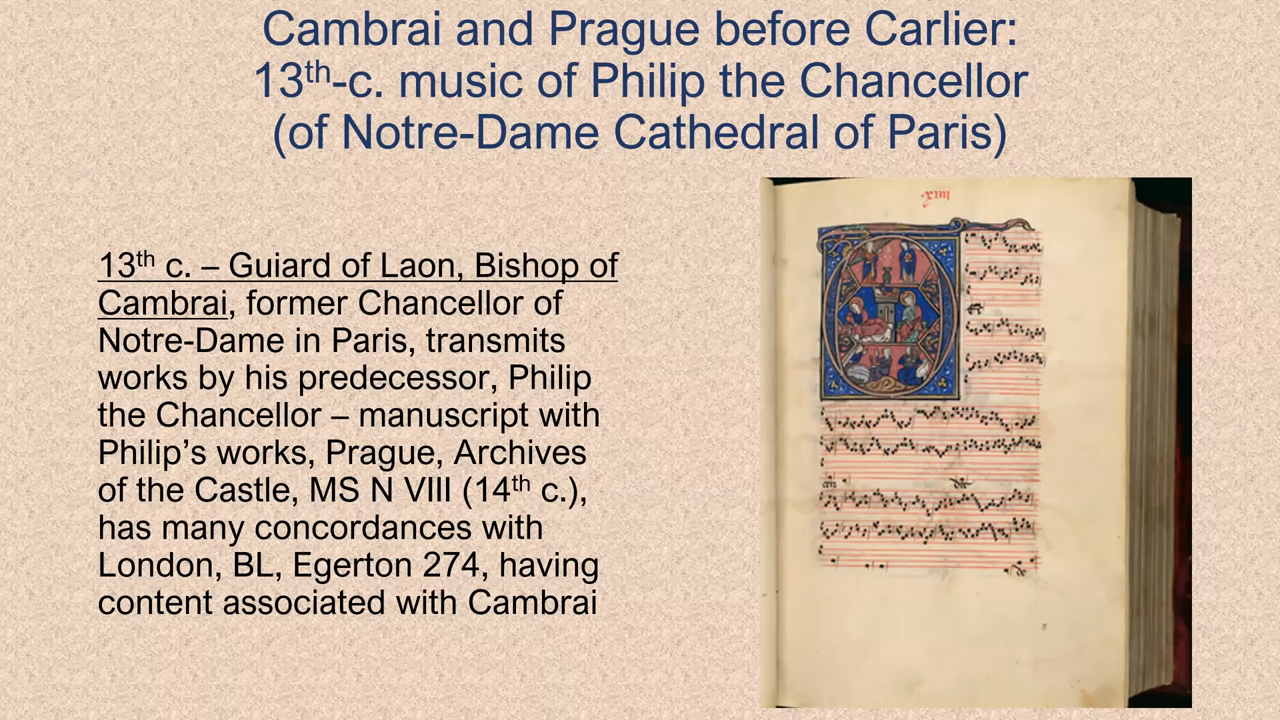 Cambrai and Prague before Carlier:
13th-c. music of Philip the Chancellor
(of Notre-Dame Cathedral of Paris)
13th c. – Guiard of Laon, Bishop of
Cambrai, former Chancellor of
Notre-Dame in Paris, transmits
works by his predecessor, Philip
the Chancellor – manuscript with
Philip’s works, Prague, Archives
of the Castle, MS N VIII (14th c.),
has many concordances with
London, BL, Egerton 274, having
content associated with Cambrai